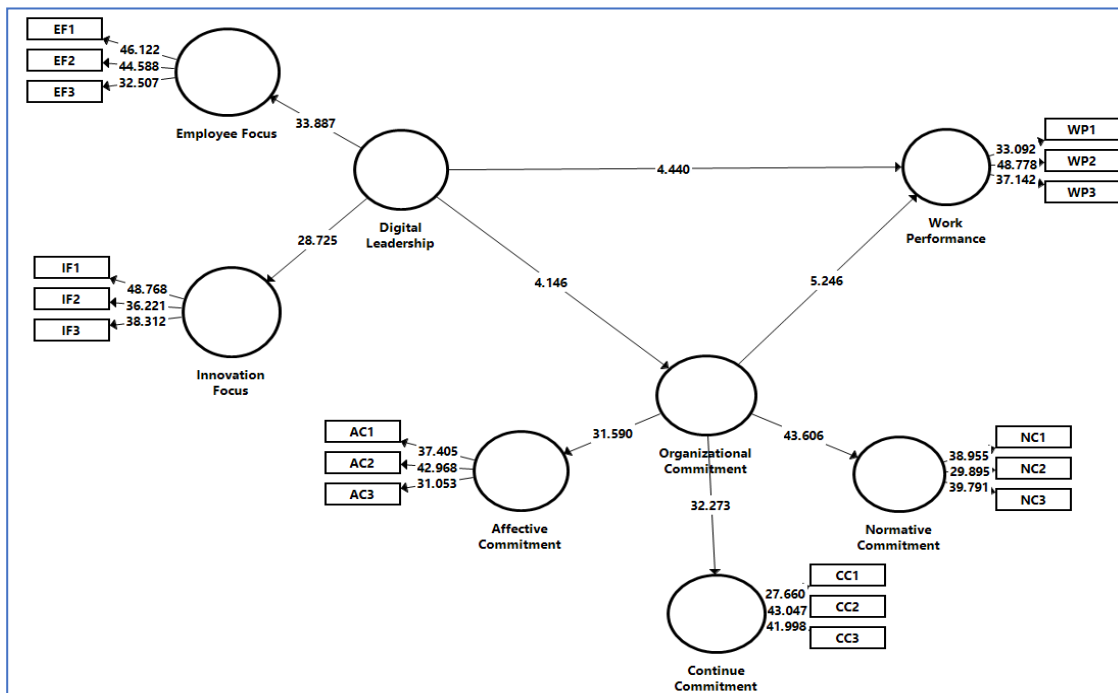 EF1
46.122
EF2
44.588
EF3
32.507
Employee Focus
33.887
Digital
Leadership
4.440
WP1
33.092
WP2
48.778
WP3
37.142
Work
Performance
28.725
IF1
48.768
IF2
36.221
IF3
38.312
Innovation
Focus
4.146
5.246
Organizational
Commitment
31.590
AC1
37.405
AC2
42.968
AC3
31.053
Affective
Commitment
43.606
NC1
38.955
NC2
29.895
NC3
39.791
Normative
Commitment
32.273
CC1
27.660
CC2
43.047
CC3
41.998
Continue
Commitment